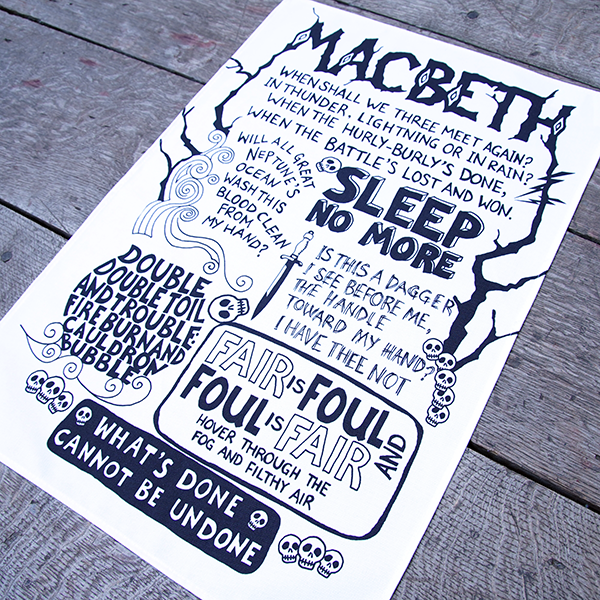 MACBETH
WHEN SHALL WE THREE MEET AGAIN?
IN THUNDER, LIGHTNING OR IN RAIN?
WHEN THE HURLY-BURLY'S DONE,
WHEN THE BATTLE'S LOST AND WON.
WILL ALL GREAT
NEPTUNE'S
OCEAN
WASH THIS
BLOOD CLEAN
FROM
MY HAND?
SLEEP
NO MORE
IS THIS A DAGGER
I SEE BEFORE ME,
THE HANDLE
TOWARD MY HAND?
I HAVE THEE NOT
DOUBLE
DOUBLE TOIL
AND TROUBLE:
FIRE BURN AND
CAULDRON
BUBBLE
FAIR IS FOUL
AND
FOUL IS FAIR
HOVER THROUGH THE
FOG AND FILTHY AIR
WHAT'S DONE
CANNOT BE UNDONE